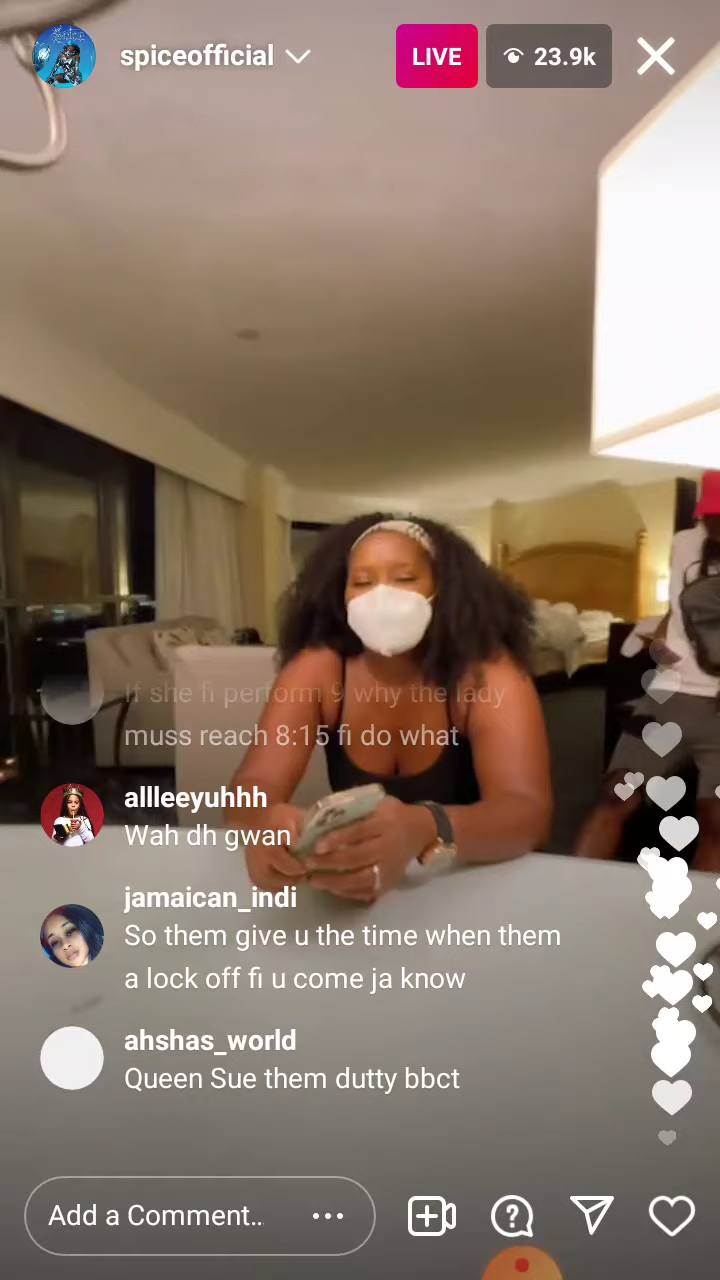 spiceofficial
LIVE
23.9k
If she fi perform 9 why the lady
muss reach 8:15 fi do what
allleeyuhhh
Wah dh gwan
jamaican_indi
So them give u the time when them
a lock off fi u come ja know
ahshas_world
Queen Sue them dutty bbct
Add a Comment..